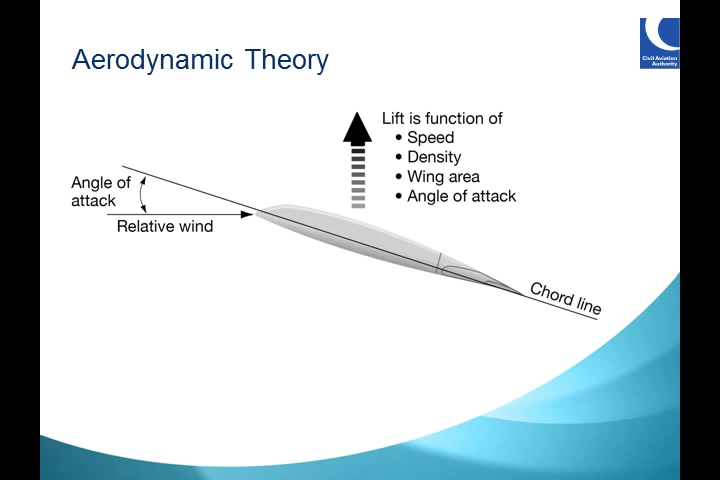 Aerodynamic Theory
Civil Aviation
Authority
Lift is function of
• Speed
• Density
• Wing area
• Angle of attack
Angle of
attack
Relative wind
Chord line